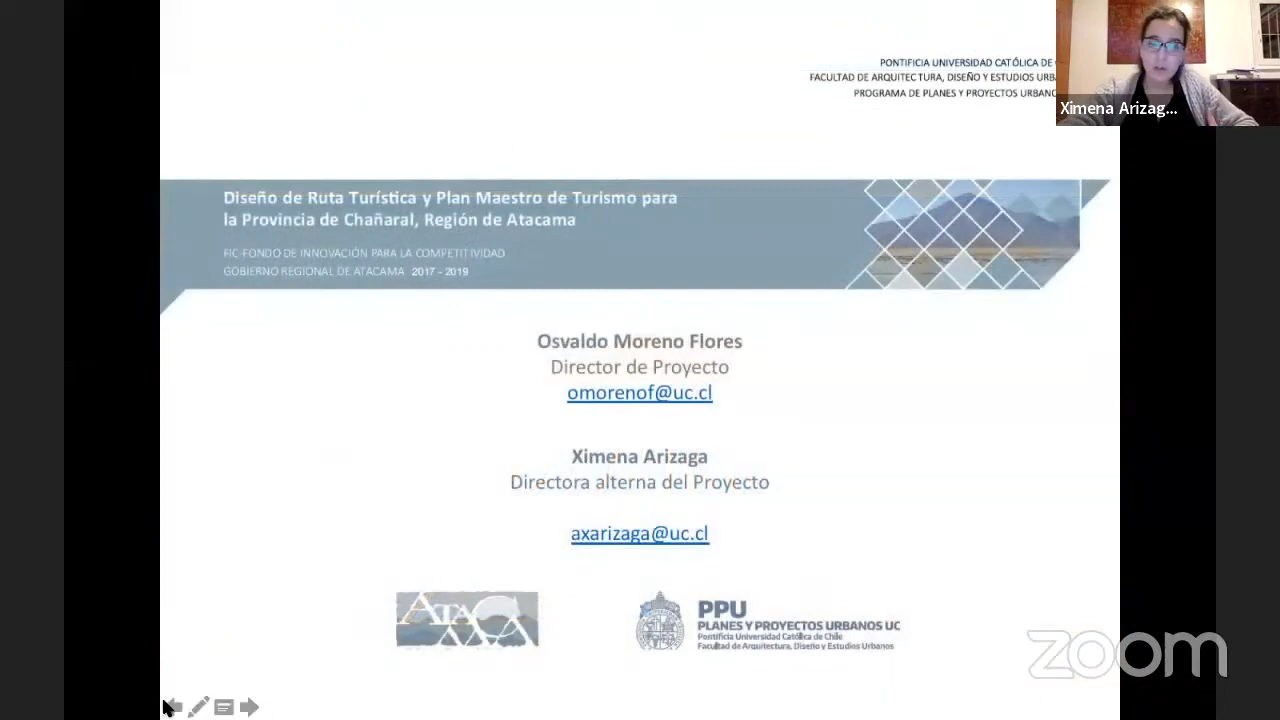 PONTIFICIA UNIVERSIDAD CATÓLICA DE
FACULTAD DE ARQUITECTURA, DISEÑO Y ESTUDIOS URB
PROGRAMA DE PLANES Y PROYECTOS URBANO
Ximena Arizag...
Diseño de Ruta Turística y Plan Maestro de Turismo para
la Provincia de Chañaral, Región de Atacama
FIC-FONDO DE INNOVACIÓN PARA LA COMPETITIVIDAD
GOBIERNO REGIONAL DE ATACAMA 2017 - 2019
Osvaldo Moreno Flores
Director de Proyecto
omorenof@uc.cl
Ximena Arizaga
Directora alterna del Proyecto
axarizaga@uc.cl
ATACAMA
PPU
PLANES Y PROYECTOS URBANOS UC
Pontificia Universidad Católica de Chile
Facultad de Arquitectura, Diseño y Estudios Urbanos
zoom